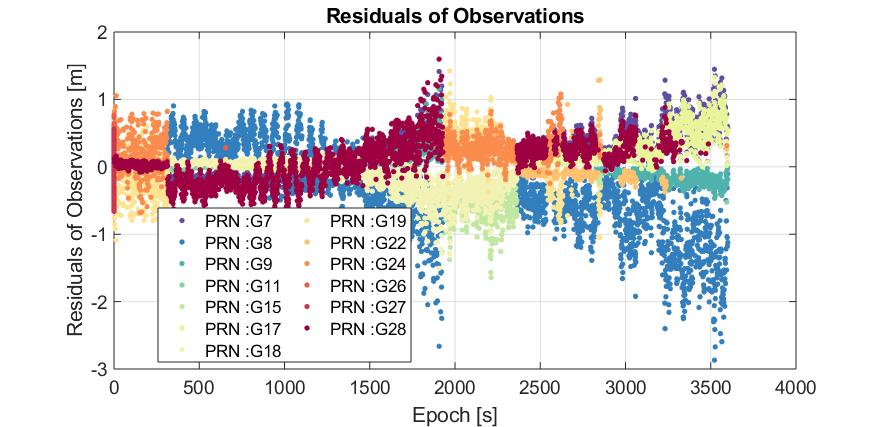 Residuals of Observations
Residuals of Observations [m]
2
1
0
-1
-2
-3
PRN :G7
PRN :G8
PRN :G9
PRN :G11
PRN :G15
PRN :G17
PRN :G18
PRN :G19
PRN :G22
PRN :G24
PRN :G26
PRN :G27
PRN :G28
0 500 1000 1500 2000 2500 3000 3500 4000
Epoch [s]